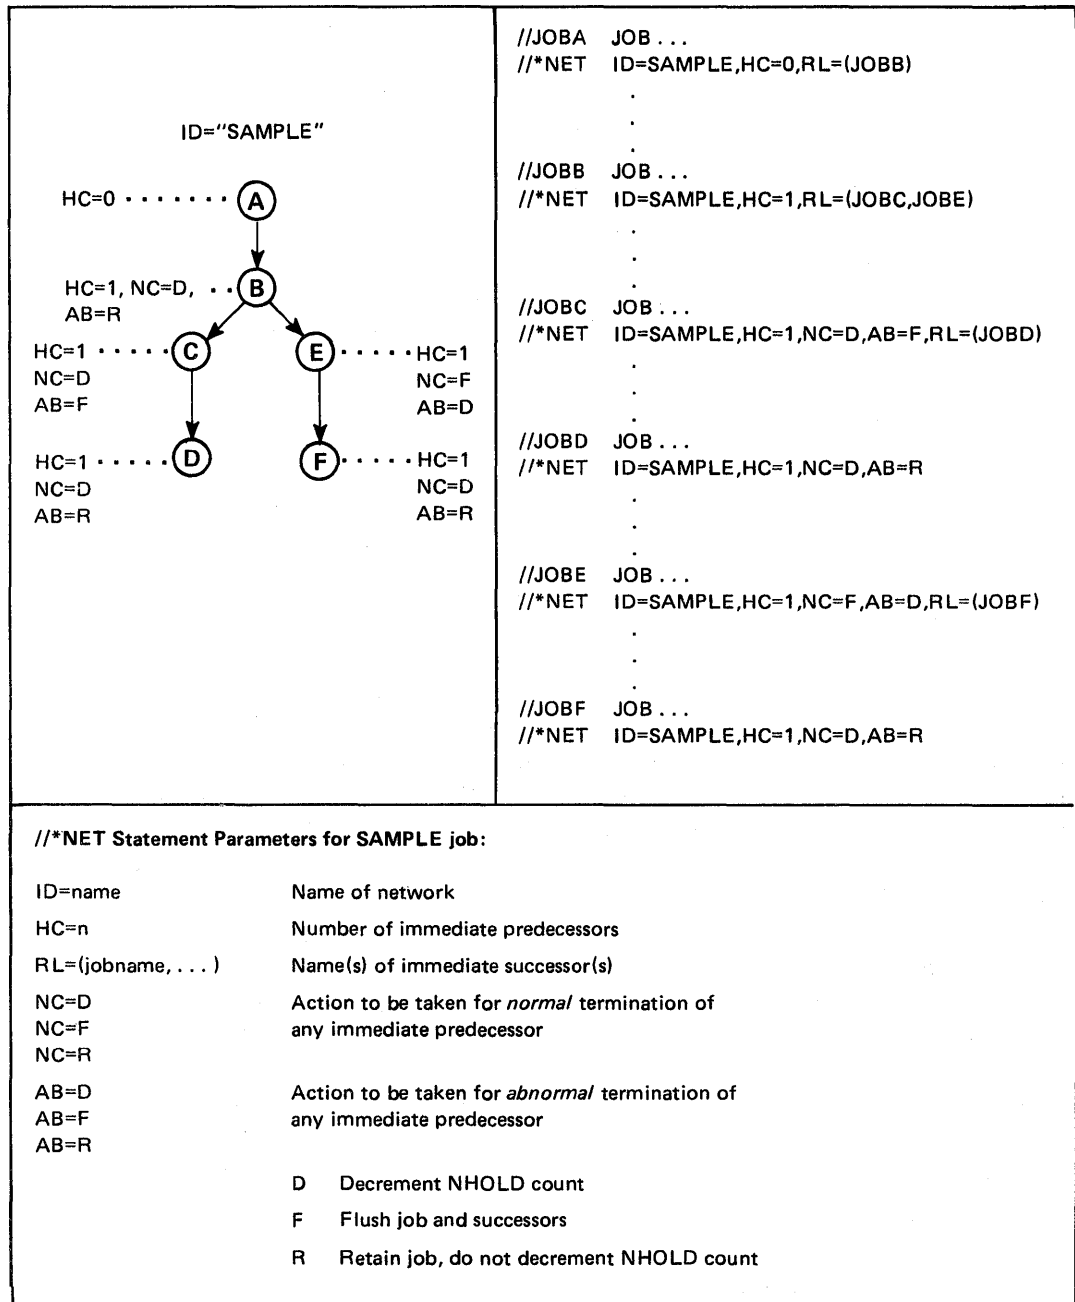 ID="SAMPLE"
HC=0 . . . . . . . A
HC=1, NC=D, . . B
AB=R
HC=1 . . . . . C
NC=D
AB=F
E . . . . . HC=1
NC=F
AB=D
HC=1 . . . . . D
NC=D
AB=R
F . . . . . HC=1
NC=D
AB=R
//JOBA JOB . . .
//*NET ID=SAMPLE,HC=0,RL=(JOBB)
.
.
.
//JOBB JOB . . .
//*NET ID=SAMPLE,HC=1,RL=(JOBC,JOBE)
.
.
.
//JOBC JOB . . .
//*NET ID=SAMPLE,HC=1,NC=D,AB=F,RL=(JOBD)
.
.
.
//JOBD JOB . . .
//*NET ID=SAMPLE,HC=1,NC=D,AB=R
.
.
.
//JOBE JOB . . .
//*NET ID=SAMPLE,HC=1,NC=F,AB=D,RL=(JOBF)
.
.
.
//JOBF JOB . . .
//*NET ID=SAMPLE,HC=1,NC=D,AB=R
//*NET Statement Parameters for SAMPLE job:
ID=name Name of network
HC=n Number of immediate predecessors
RL=(jobname, . . . ) Name(s) of immediate successor(s)
NC=D Action to be taken for normal termination of
NC=F any immediate predecessor
NC=R
AB=D Action to be taken for abnormal termination of
AB=F any immediate predecessor
AB=R
D Decrement NHOLD count
F Flush job and successors
R Retain job, do not decrement NHOLD count